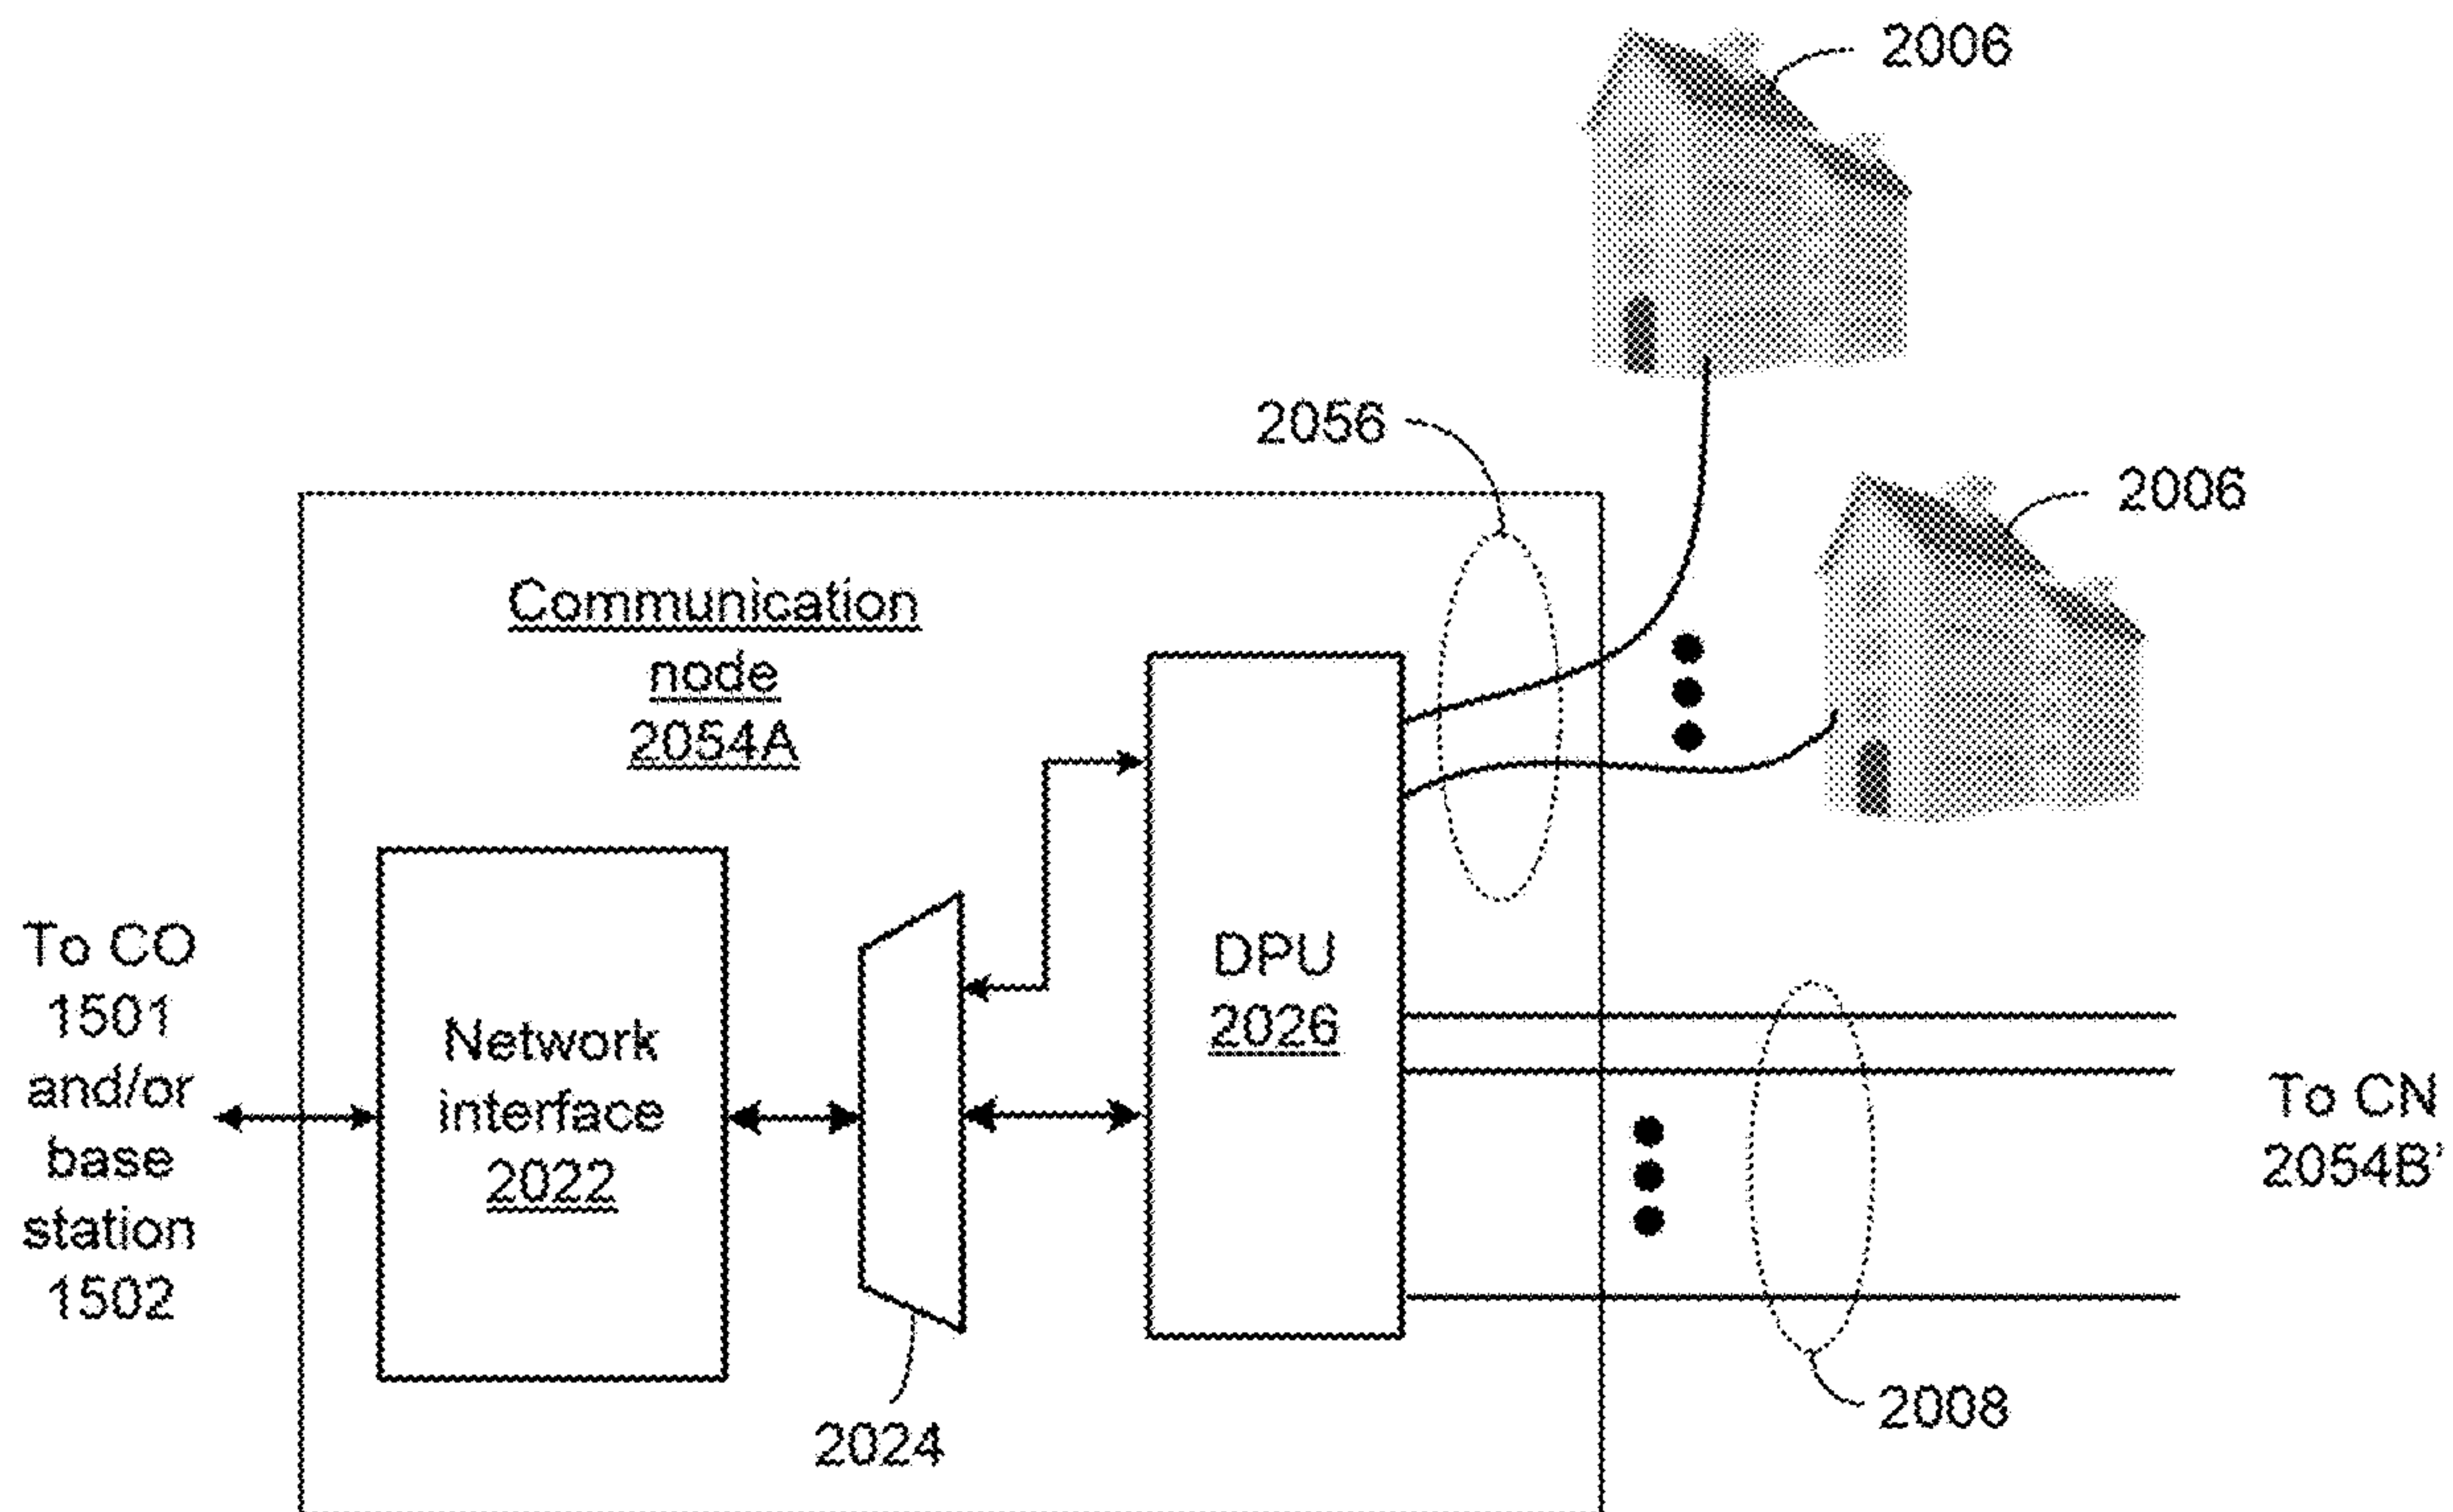 2006
2056
2006
Communication
node
2054A
To CO
1501
and/or
base
station
1502
Network
interface
2022
DPU
2026
To CN
2054B'
2024
2008